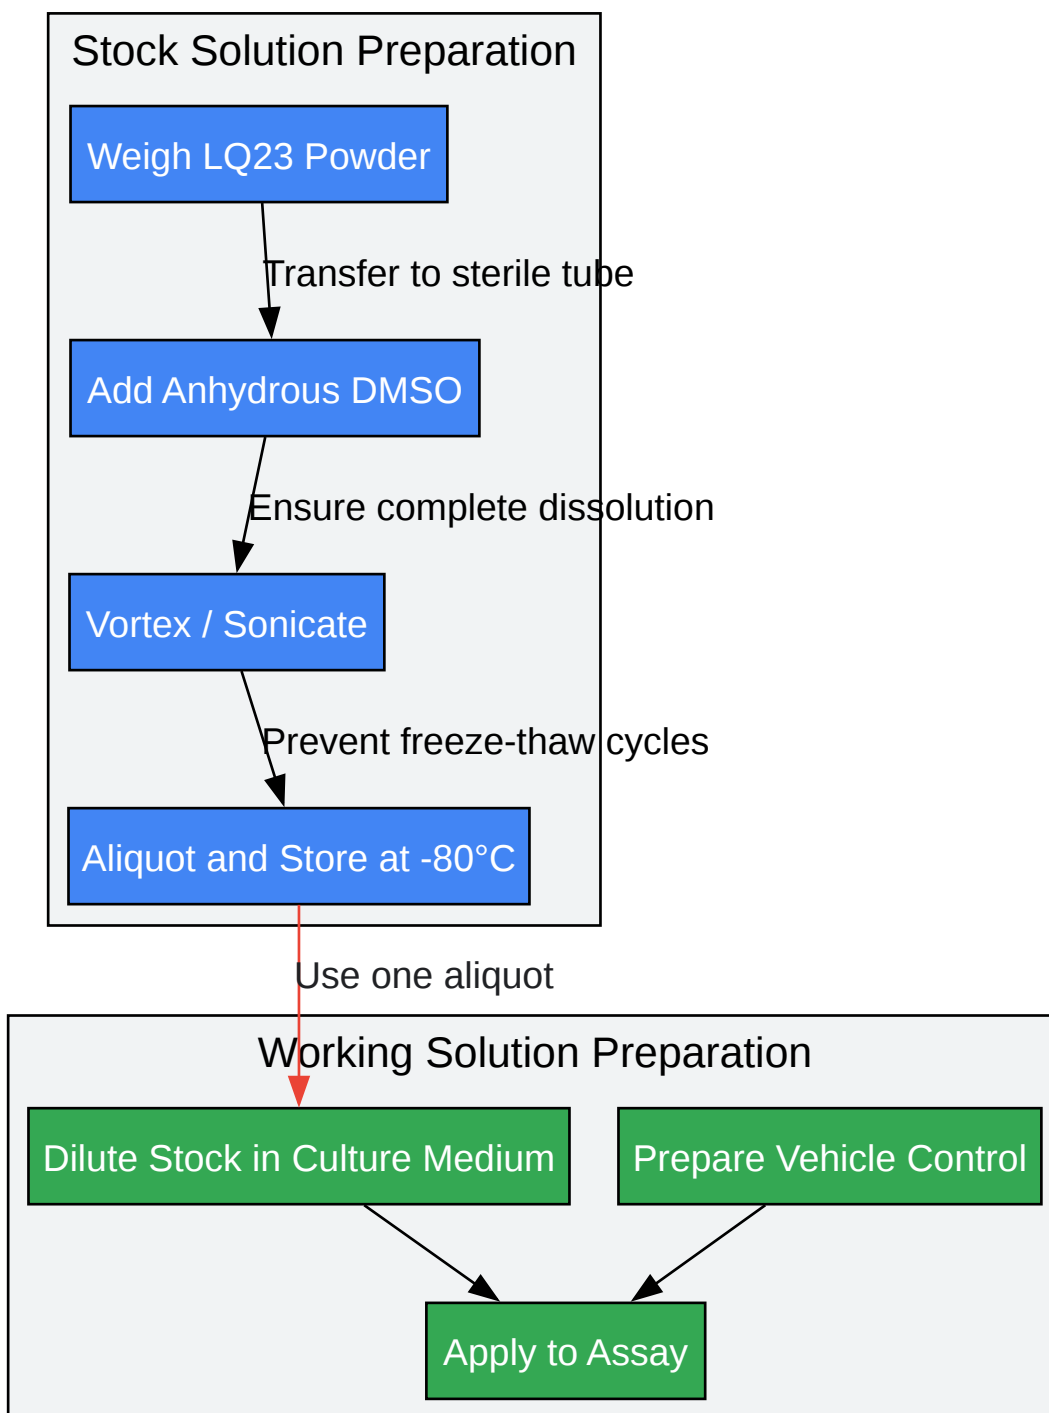 Stock Solution Preparation
Weigh LQ23 Powder
Transfer to sterile tube
Add Anhydrous DMSO
Ensure complete dissolution
Vortex / Sonicate
Prevent freeze-thaw cycles
Aliquot and Store at -80°C
Use one aliquot
Working Solution Preparation
Dilute Stock in Culture Medium
Prepare Vehicle Control
Apply to Assay